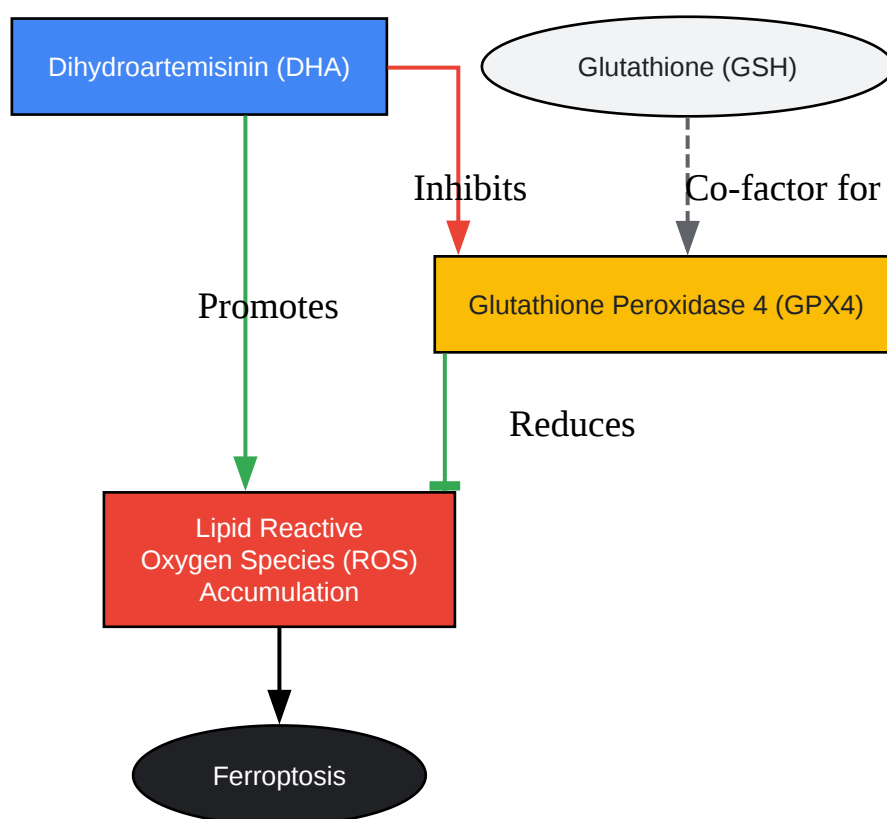 Dihydroartemisinin (DHA)
Glutathione (GSH)
Inhibits
Co-factor for
Promotes
Glutathione Peroxidase 4 (GPX4)
Reduces
Lipid Reactive
Oxygen Species (ROS)
Accumulation
Ferroptosis